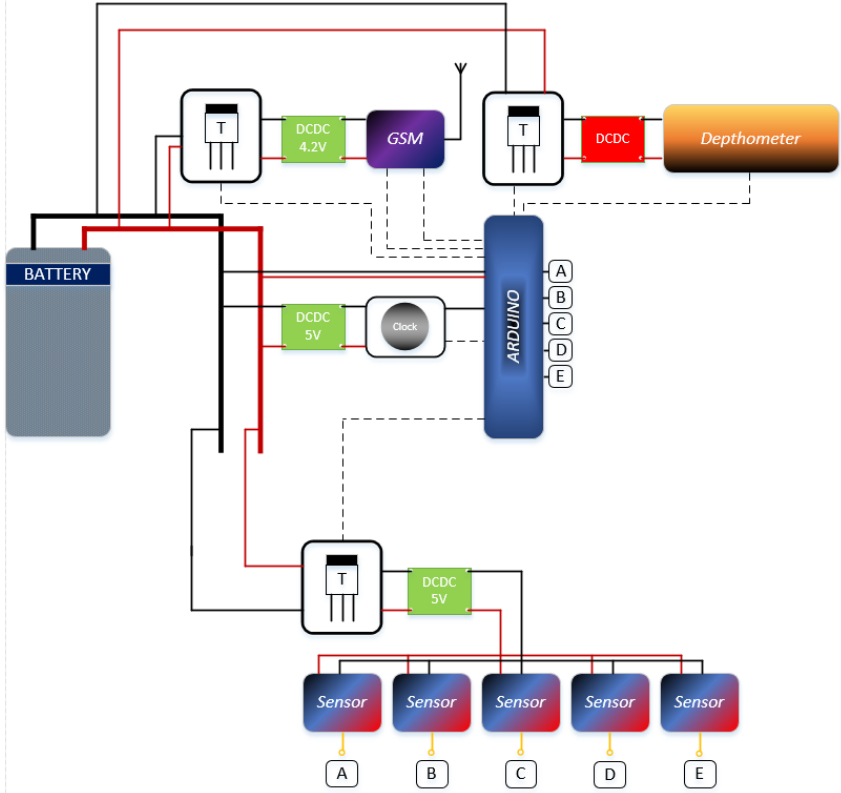 T
DCDC
4.2V
GSM
T
DCDC
Depthometer
BATTERY
DCDC
5V
Clock
ARDUINO
A
B
C
D
E
T
DCDC
5V
Sensor
Sensor
Sensor
Sensor
Sensor
A
B
C
D
E